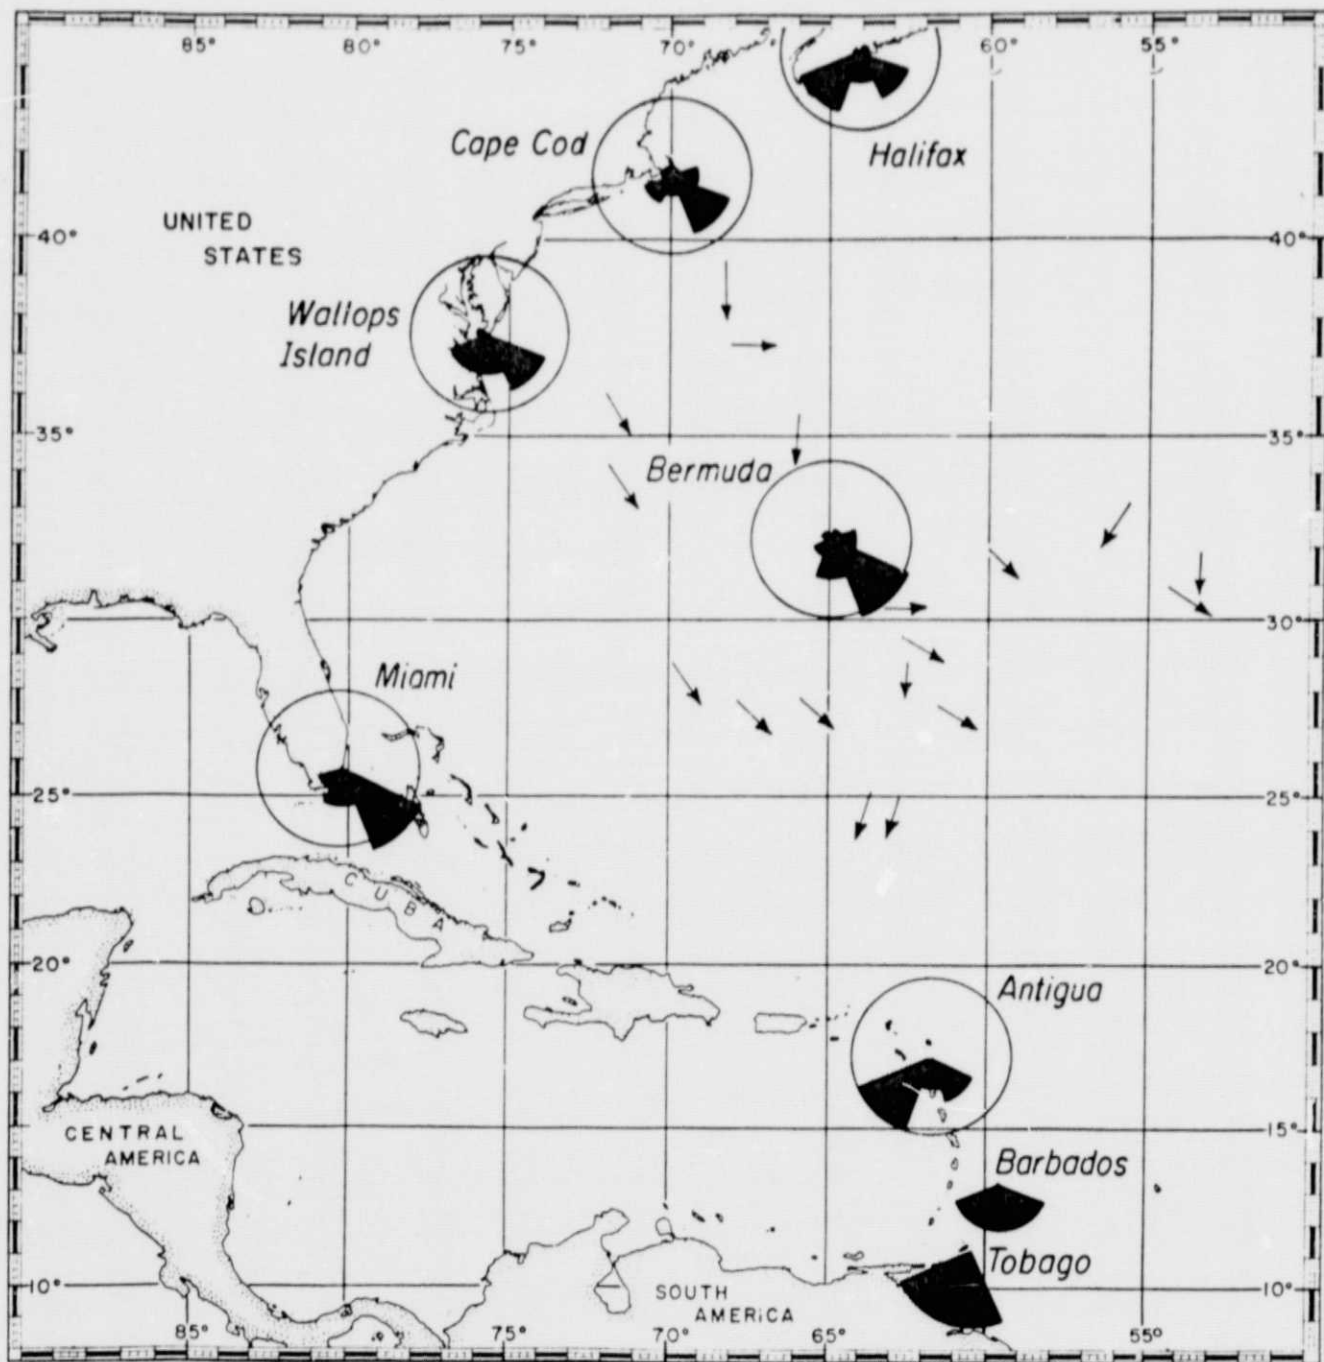 85° 80° 75° 70° 60° 55°
Cape Cod
Halifax
UNITED
STATES
40° 40°
Wallops
Island
35° 35°
Bermuda
30° 30°
Miami
25° 25°
CUBA
20° 20°
Antigua
CENTRAL
AMERICA
15°
Barbados
Tobago
10° 10°
SOUTH
AMERICA
85° 80° 75° 70° 65° 55°